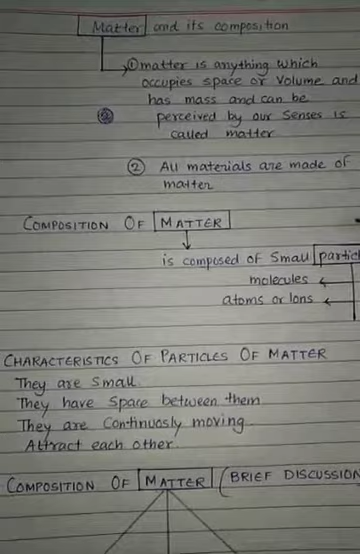 Matter and its composition
① matter is anything which
occupies space or volume and
has mass and can be
② perceived by our senses is
called matter
② All materials are made of
matter
COMPOSITION OF MATTER
is composed of small
molecules
atoms or Ions
CHARACTERISTICS OF PARTICLES OF MATTER
They are small.
They have space between them
They are continuosly moving
Attract each other
COMPOSITION OF MATTER (BRIEF DISCUSSION